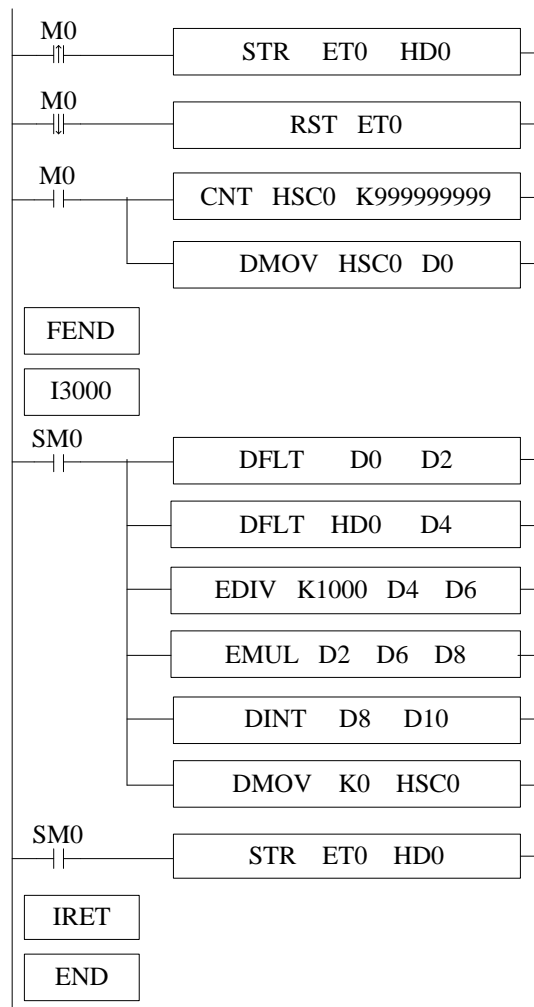 M0
STR ET0 HD0
M0
RST ET0
M0
CNT HSC0 K999999999
DMOV HSC0 D0
FEND
I3000
SM0
DFLT D0 D2
DFLT HD0 D4
EDIV K1000 D4 D6
EMUL D2 D6 D8
DINT D8 D10
DMOV K0 HSC0
SM0
STR ET0 HD0
IRET
END